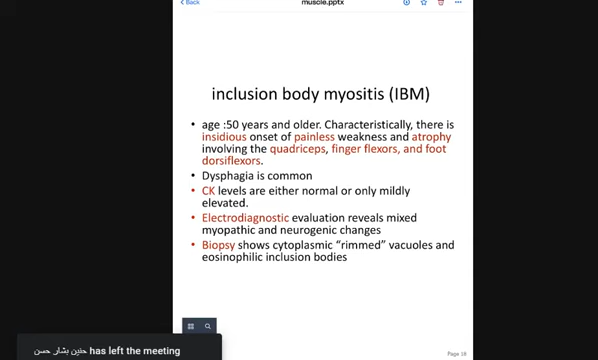 Back
muscle.pptx
inclusion body myositis (IBM)
• age :50 years and older. Characteristically, there is
insidious onset of painless weakness and atrophy
involving the quadriceps, finger flexors, and foot
dorsiflexors.
• Dysphagia is common
• CK levels are either normal or only mildly
elevated.
• Electrodiagnostic evaluation reveals mixed
myopathic and neurogenic changes
• Biopsy shows cytoplasmic “rimmed” vacuoles and
eosinophilic inclusion bodies
حنين بشار حسن has left the meeting
Page 18